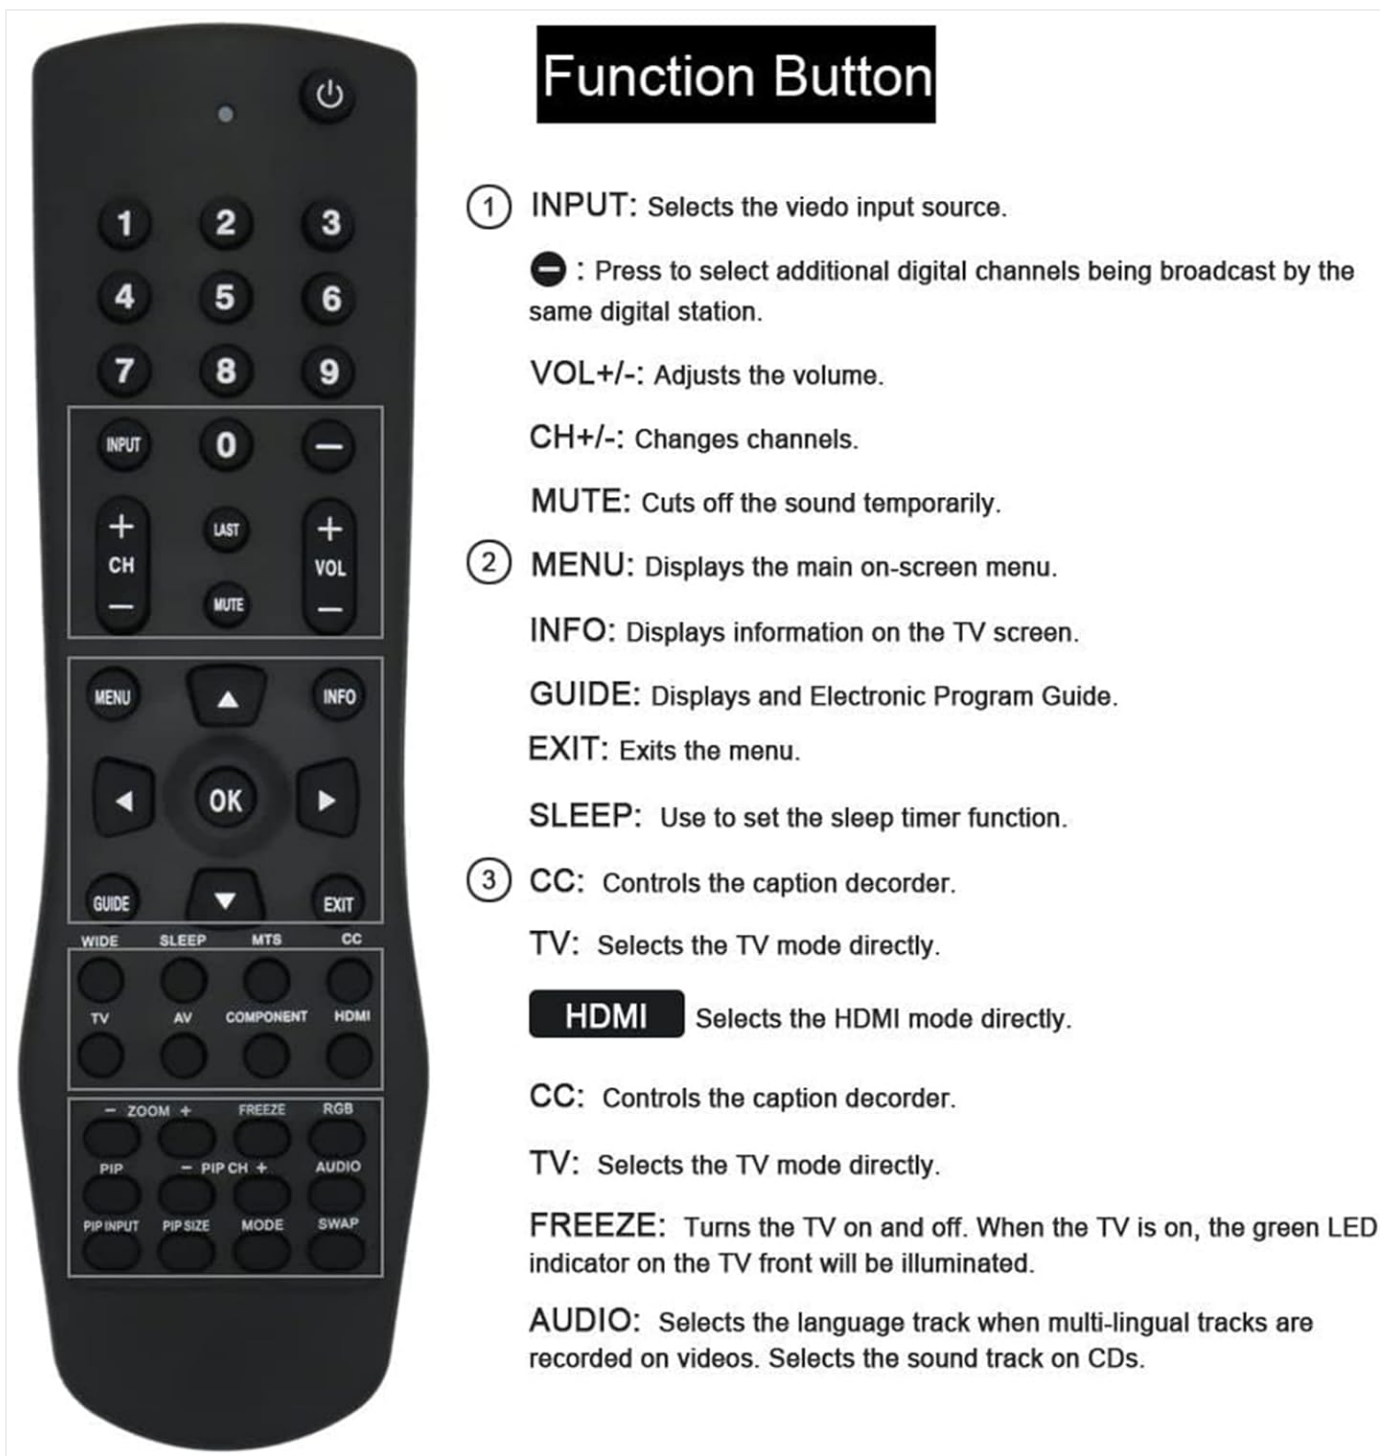 Function Button
1 2 3
4 5 6
7 8 9
INPUT 0 —
+ LAST +
CH VOL
— MUTE —
MENU ▲ INFO
◀ OK ▶
GUIDE ▼ EXIT
WIDE SLEEP MTS CC
TV AV COMPONENT HDMI
— ZOOM + FREEZE RGB
PIP — PIP CH + AUDIO
PIP INPUT PIP SIZE MODE SWAP
① INPUT: Selects the viedo input source.
— : Press to select additional digital channels being broadcast by the
same digital station.
VOL+/-: Adjusts the volume.
CH+/-: Changes channels.
MUTE: Cuts off the sound temporarily.
② MENU: Displays the main on-screen menu.
INFO: Displays information on the TV screen.
GUIDE: Displays and Electronic Program Guide.
EXIT: Exits the menu.
SLEEP: Use to set the sleep timer function.
③ CC: Controls the caption decorder.
TV: Selects the TV mode directly.
HDMI Selects the HDMI mode directly.
CC: Controls the caption decorder.
TV: Selects the TV mode directly.
FREEZE: Turns the TV on and off. When the TV is on, the green LED
indicator on the TV front will be illuminated.
AUDIO: Selects the language track when multi-lingual tracks are
recorded on videos. Selects the sound track on CDs.